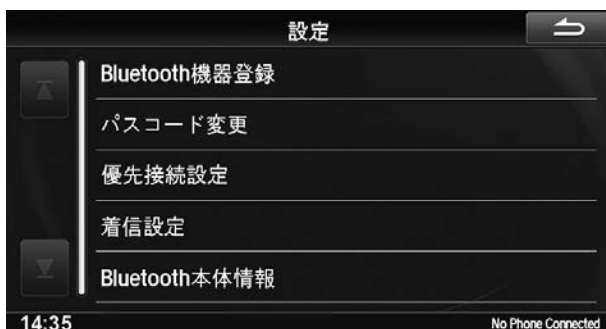 設定
Bluetooth機器登録
パスコード変更
優先接続設定
着信設定
Bluetooth本体情報
14:35
No Phone Connected